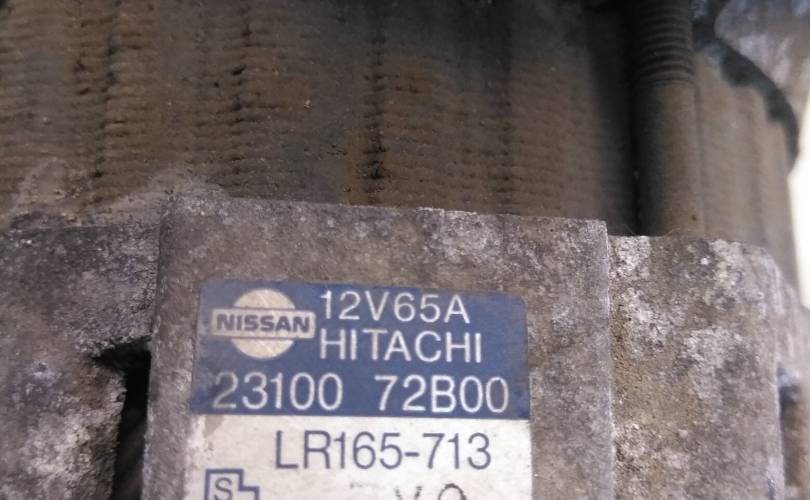 NISSAN
12V65A
HITACHI
23100 72B00
LR165-713
S